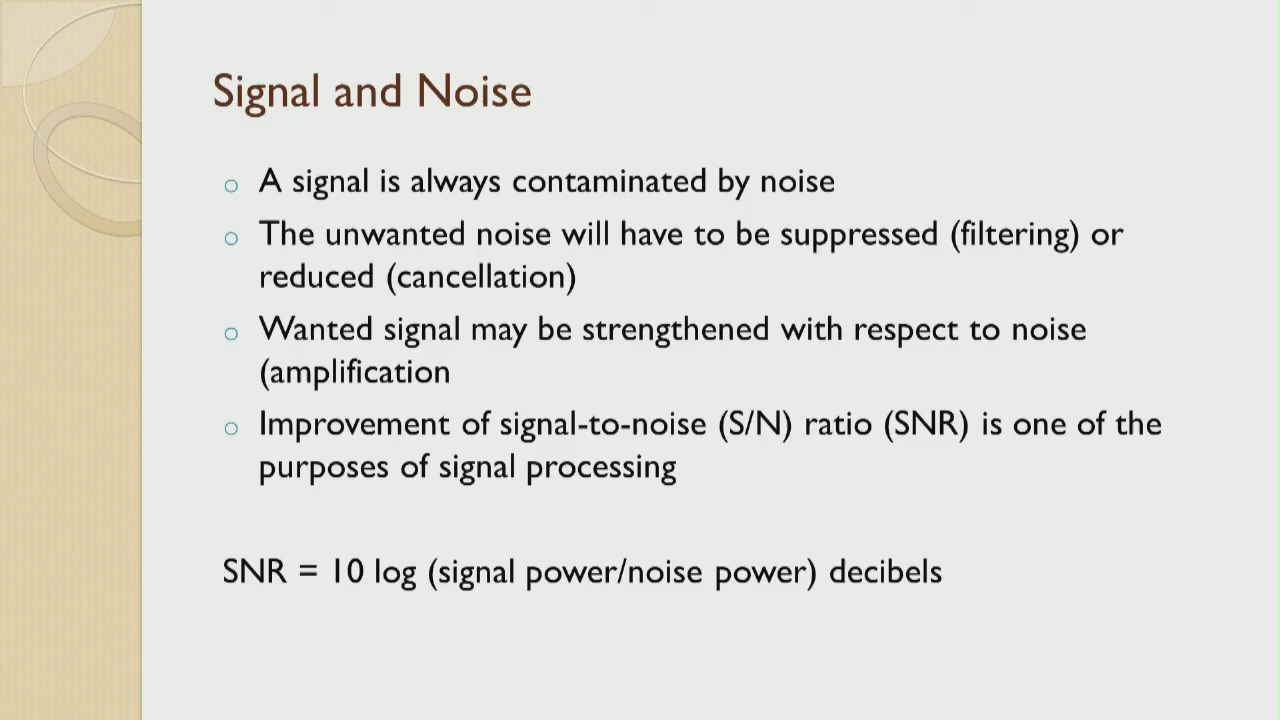 Signal and Noise
A signal is always contaminated by noise
The unwanted noise will have to be suppressed (filtering) or
reduced (cancellation)
Wanted signal may be strengthened with respect to noise
(amplification
Improvement of signal-to-noise (S/N) ratio (SNR) is one of the
purposes of signal processing
SNR = 10 log (signal power/noise power) decibels